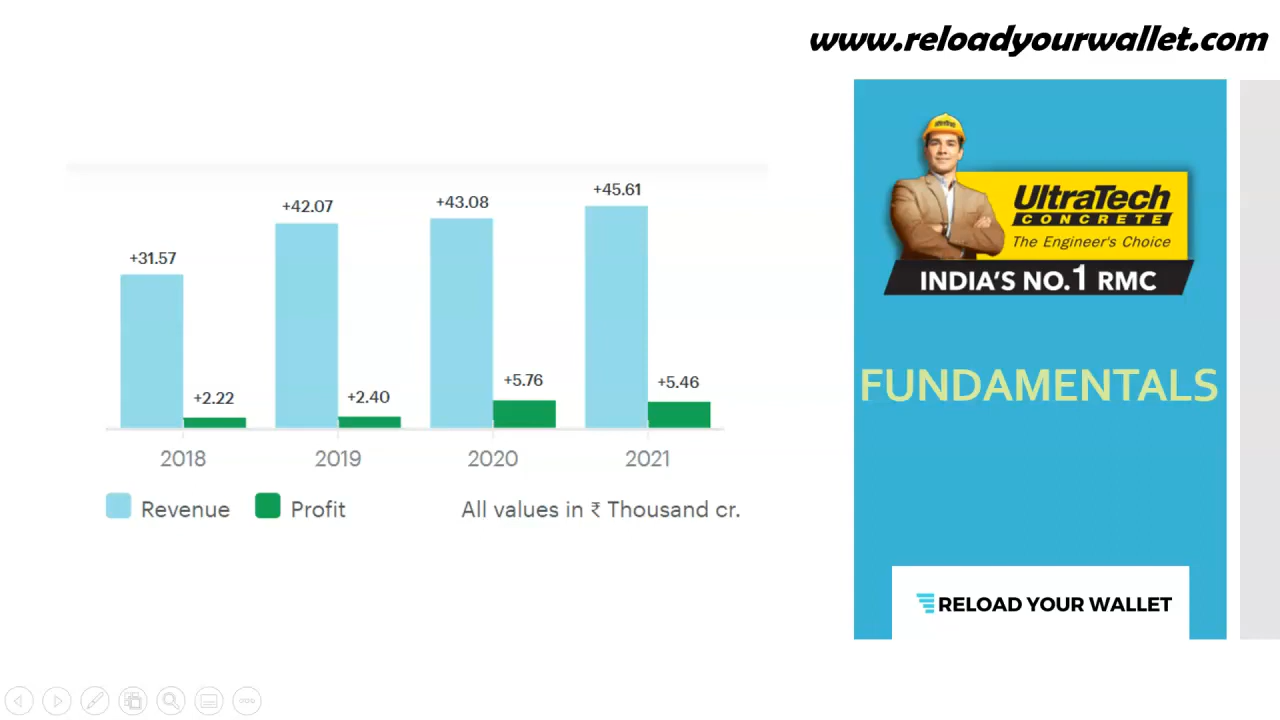 www.reloadyourwallet.com
+31.57
+2.22
+42.07
+2.40
+43.08
+5.76
+45.61
+5.46
2018
2019
2020
2021
Revenue
Profit
All values in ₹ Thousand cr.
UltraTech
CONCRETE
The Engineer's Choice
INDIA'S NO.1 RMC
FUNDAMENTALS
RELOAD YOUR WALLET